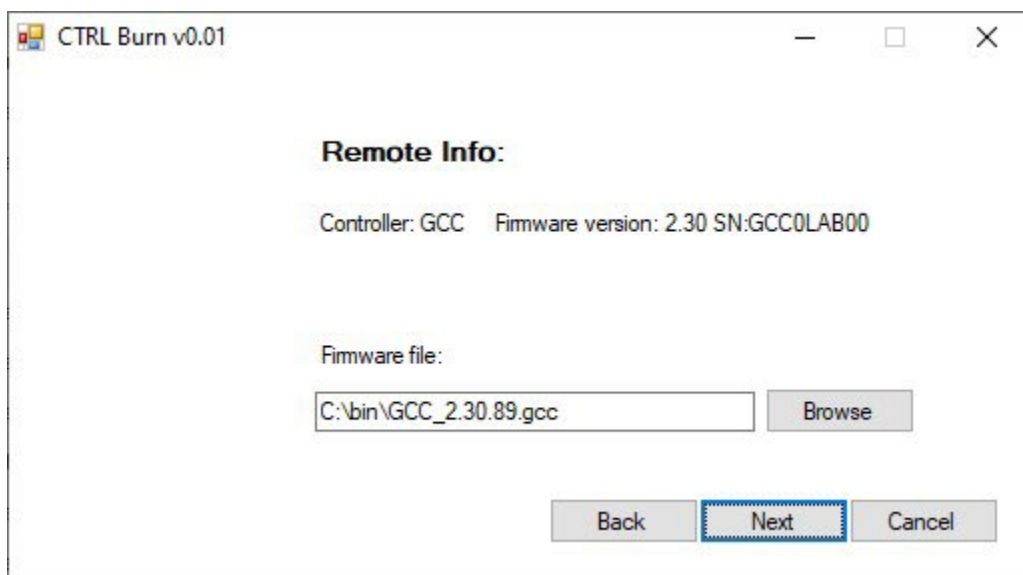 CTRL Burn v0.01
Remote Info:
Controller: GCC Firmware version: 2.30 SN:GCC0LAB00
Firmware file:
C:\bin\GCC_2.30.89.gcc
Browse
Back
Next
Cancel